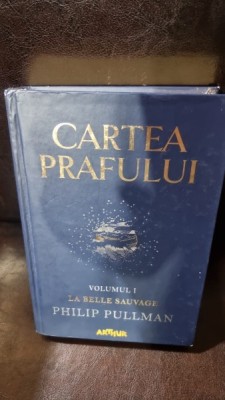 CARTEA
PRAFULUI
VOLUMUL I
LA BELLE SAUVAGE
PHILIP PULLMAN
ARTHUR